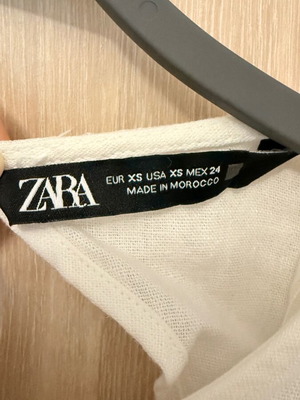 ZARA
EUR XS USA XS MEX 24
MADE IN MOROCCO